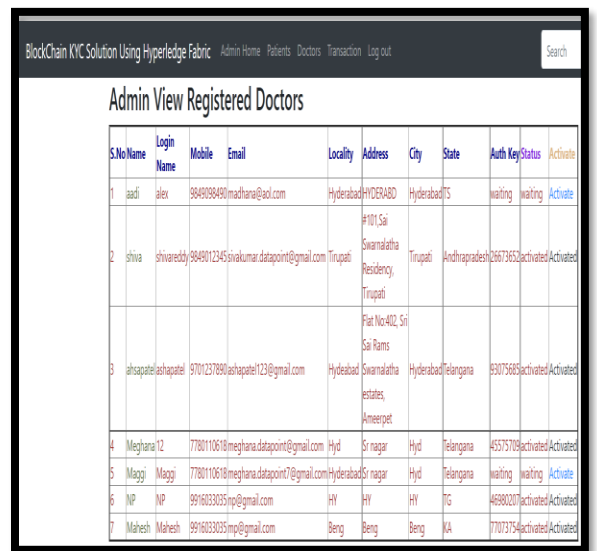 BlockChain KYC Solution Using Hyperledge Fabric Admin Home Patients Doctors Transaction Log out Search
Admin View Registered Doctors
S.No Name Login Name Mobile Email Locality Address City State Auth Key Status Activate
1 aadi alex 9849098490 madhana@aol.com Hyderabad HYDERABD Hyderabad TS waiting waiting Activate
2 shiva shivareddy 9849012345 sivakumar.datapoint@gmail.com Tirupati #101,Sai Swarnalatha Residency, Tirupati Tirupati Andhrapradesh 26673652 activated Activated
3 ahsapatel ashapatel 9701237890 ashapatel123@gmail.com Hydeabad Flat No:402, Sri Sai Rams Swarnalatha estates, Ameerpet Hyderabad Telangana 93075685 activated Activated
4 Meghana 12 7780110618 meghana.datapoint@gmail.com Hyd Sr nagar Hyd Telangana 45575709 activated Activated
5 Maggi Maggi 7780110618 meghana.datapoint7@gmail.com Hyderabad Sr nagar Hyd Telangana waiting waiting Activate
6 NP NP 9916033035 np@gmail.com HY HY HY TG 46980207 activated Activated
7 Mahesh Mahesh 9916033035 mp@gmail.com Beng Beng Beng KA 77073754 activated Activated